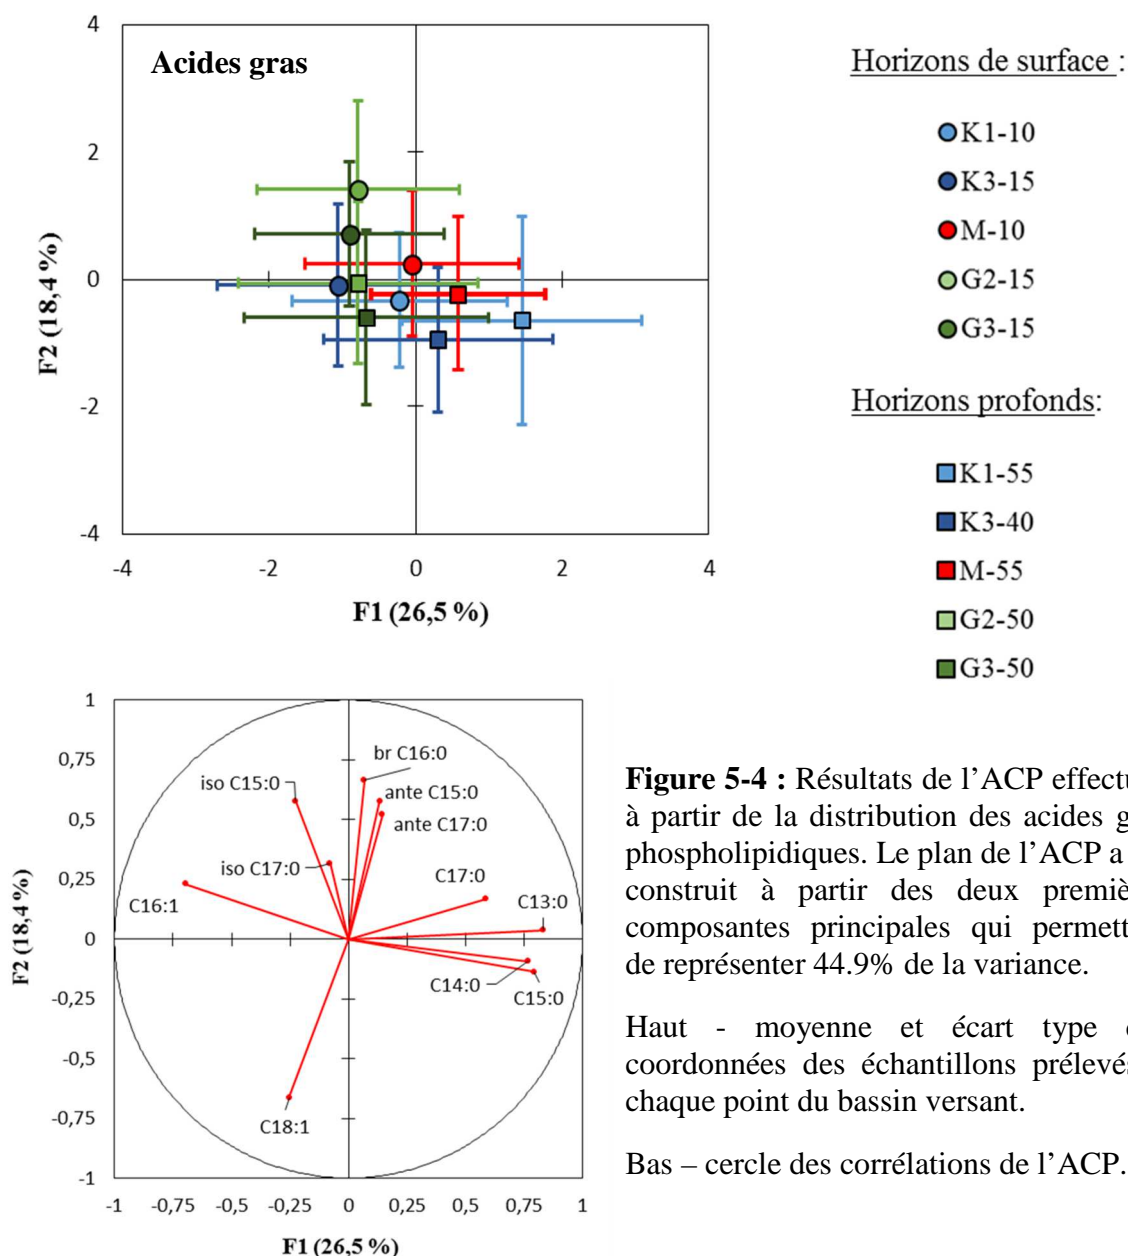 Acides gras
4
2
0
-2
-4
-4
-2
0
2
4
F2 (18,4 %)
F1 (26,5 %)
Horizons de surface :
K1-10
K3-15
M-10
G2-15
G3-15
Horizons profonds:
K1-55
K3-40
M-55
G2-50
G3-50
1
0,75
0,5
0,25
0
-0,25
-0,5
-0,75
-1
-1
-0,75
-0,5
-0,25
0
0,25
0,5
0,75
1
F2 (18,4 %)
F1 (26,5 %)
br C16:0
iso C15:0
ante C15:0
ante C17:0
iso C17:0
C17:0
C16:1
C13:0
C14:0
C15:0
C18:1
Figure 5-4 : Résultats de l’ACP effectu
à partir de la distribution des acides g
phospholipidiques. Le plan de l’ACP a
construit à partir des deux premiè
composantes principales qui permett
de représenter 44.9% de la variance.
Haut - moyenne et écart type
coordonnées des échantillons prélevés
chaque point du bassin versant.
Bas – cercle des corrélations de l’ACP.